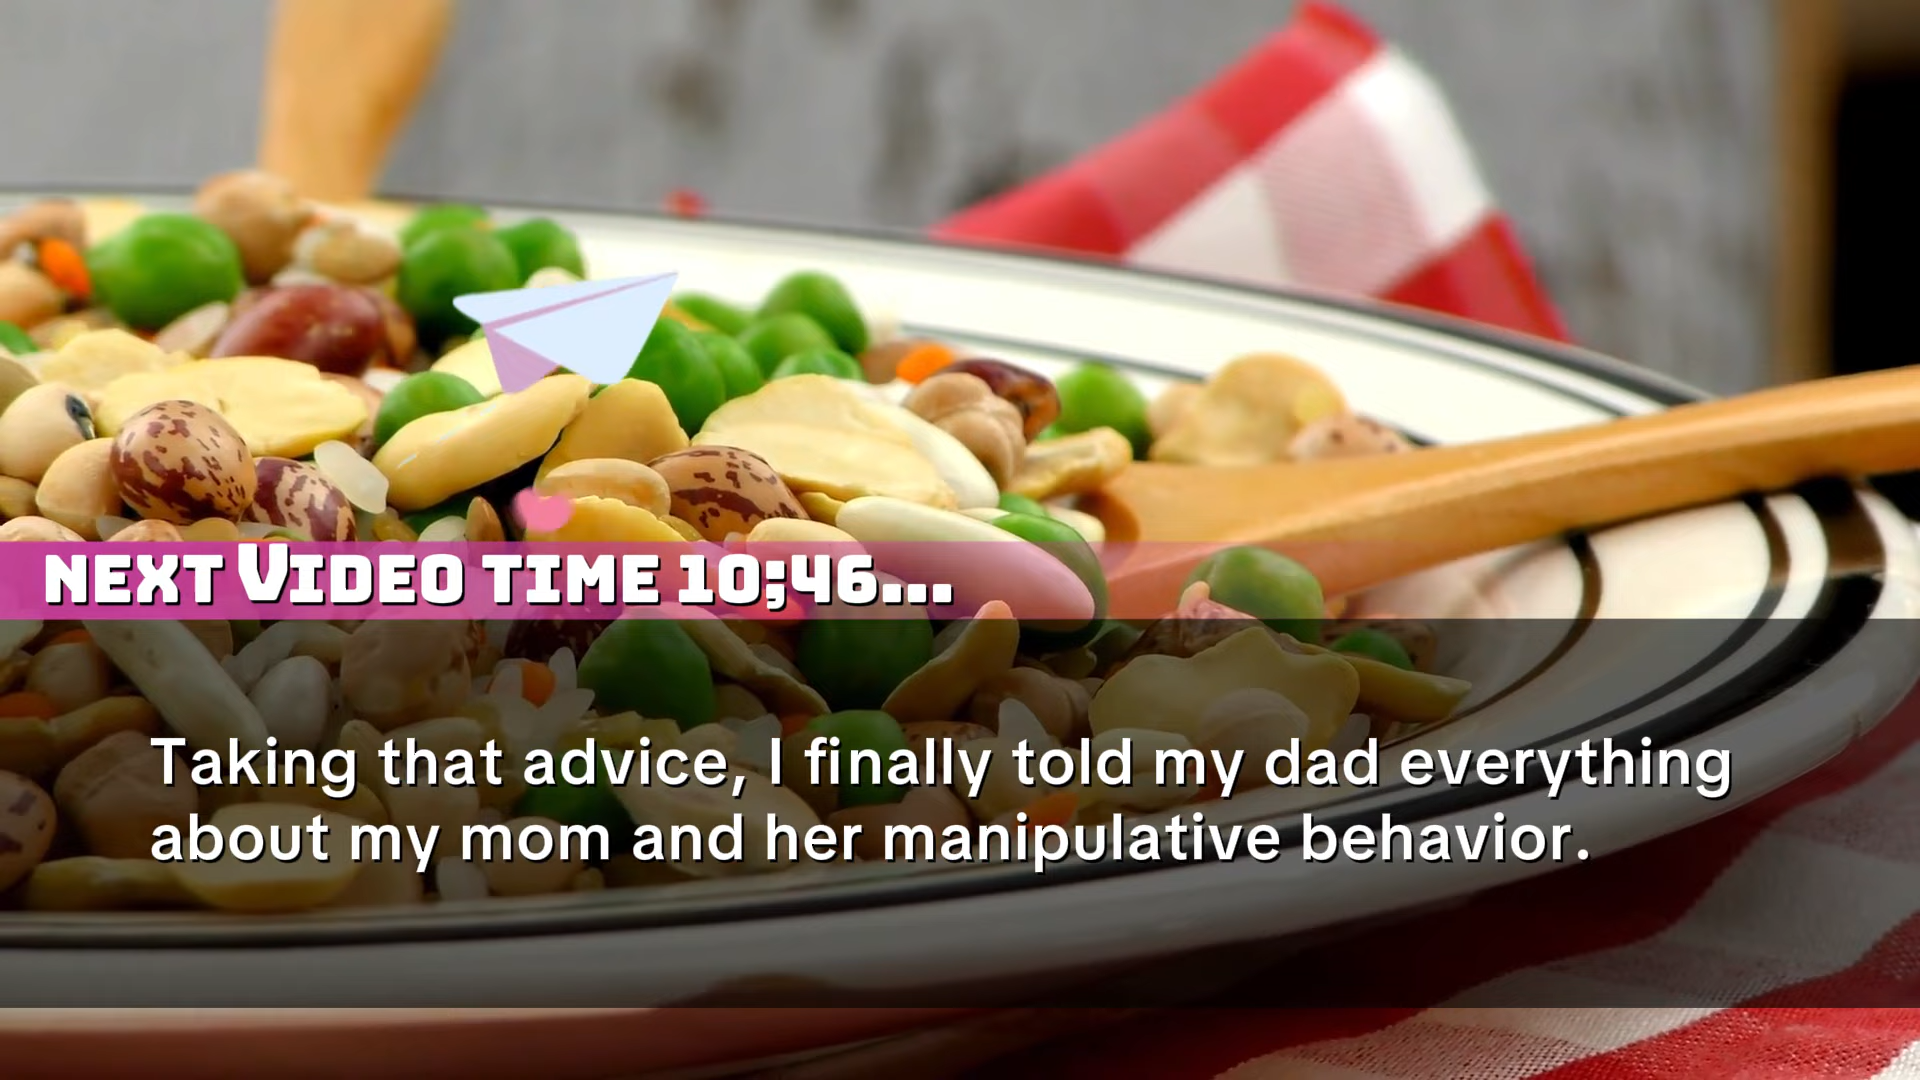 NEXT VIDEO TIME 10;46...
Taking that advice, I finally told my dad everything
about my mom and her manipulative behavior.